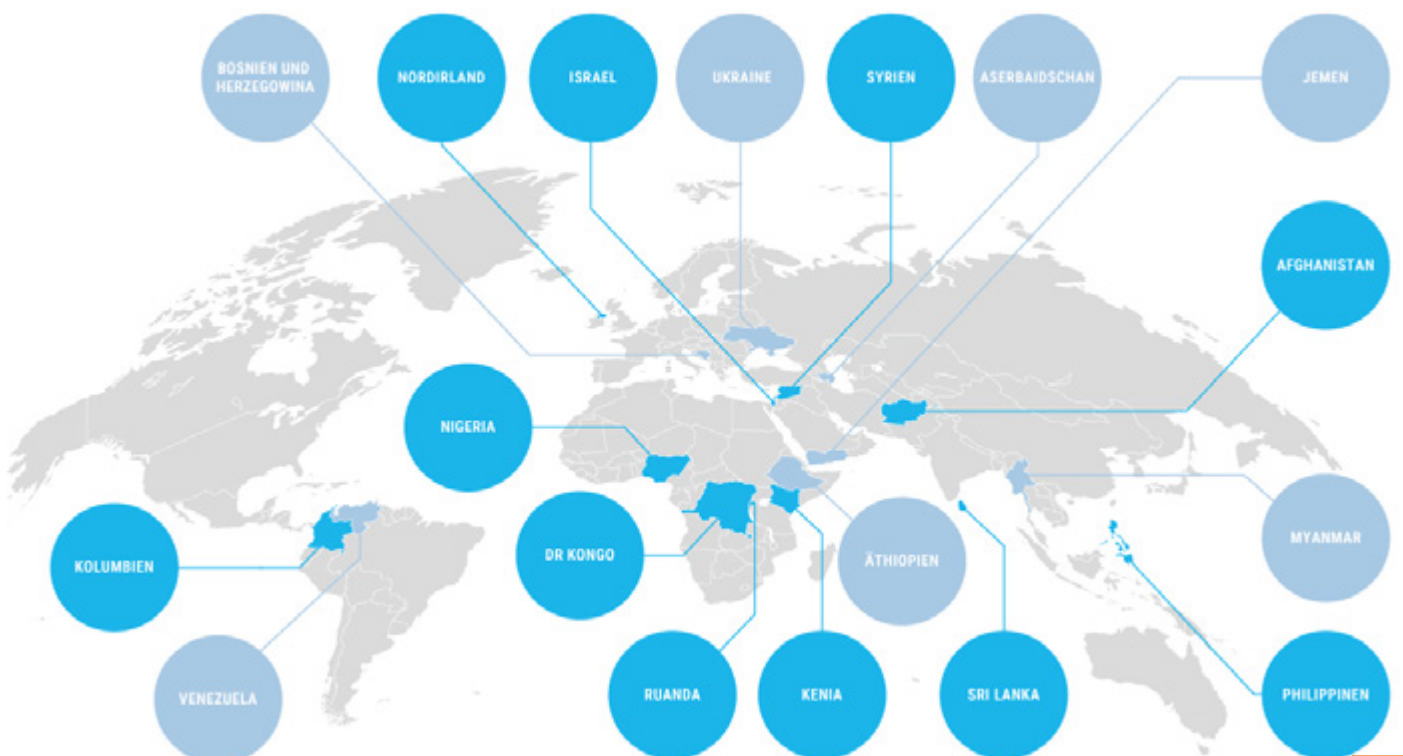 BOSNIEN UND
HERZEGOWINA
NORDIRLAND
ISRAEL
UKRAINE
SYRIEN
ASERBAIDSCHAN
JEMEN
AFGHANISTAN
NIGERIA
MYANMAR
DR KONGO
ÄTHIOPIEN
KOLUMBIEN
VENEZUELA
RUANDA
KENIA
SRI LANKA
PHILIPPINEN